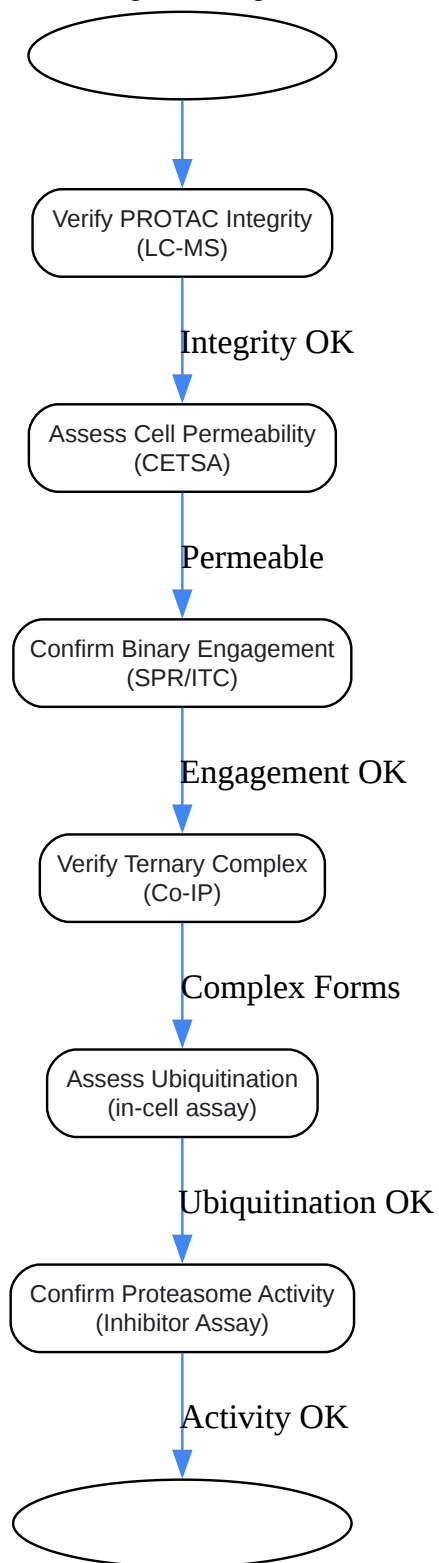 Verify PROTAC Integrity
(LC-MS)
Integrity OK
Assess Cell Permeability
(CETSA)
Permeable
Confirm Binary Engagement
(SPR/ITC)
Engagement OK
Verify Ternary Complex
(Co-IP)
Complex Forms
Assess Ubiquitination
(in-cell assay)
Ubiquitination OK
Confirm Proteasome Activity
(Inhibitor Assay)
Activity OK